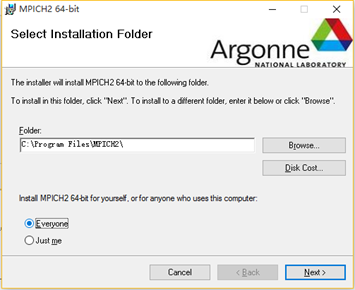 MPICH2 64-bit
Select Installation Folder
Argonne
NATIONAL LABORATORY
The installer will install MPICH2 64-bit to the following folder.
To install in this folder, click "Next". To install to a different folder, enter it below or click "Browse".
Folder:
C:\Program Files\MPICH2\
Browse...
Disk Cost...
Install MPICH2 64-bit for yourself, or for anyone who uses this computer:
Everyone
Just me
Cancel
< Back
Next >